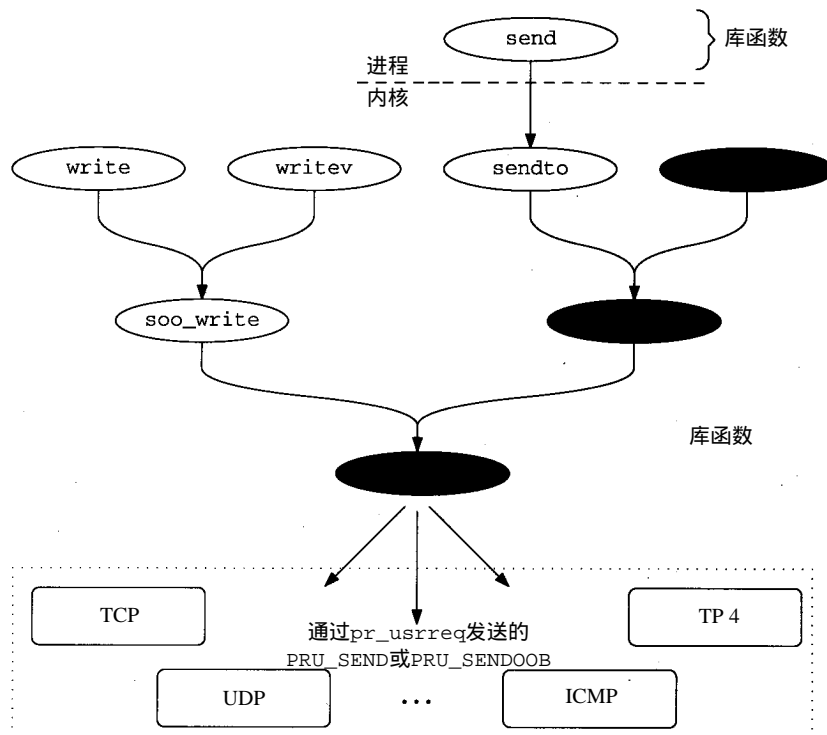 send
库函数
进程
内核
write
writev
sendto
soo_write
库函数
TCP
TP 4
通过pr_usrreq发送的
PRU_SEND或PRU_SENDOOB
UDP
...
ICMP